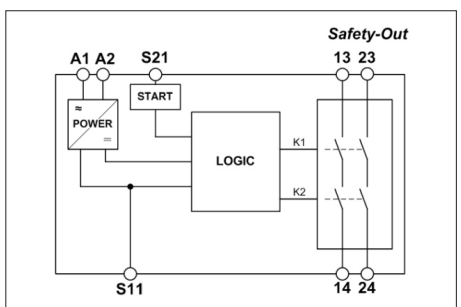 Safety-Out
A1 A2 S21 13 23
START
≂
POWER
⎓
LOGIC
K1
K2
S11 14 24